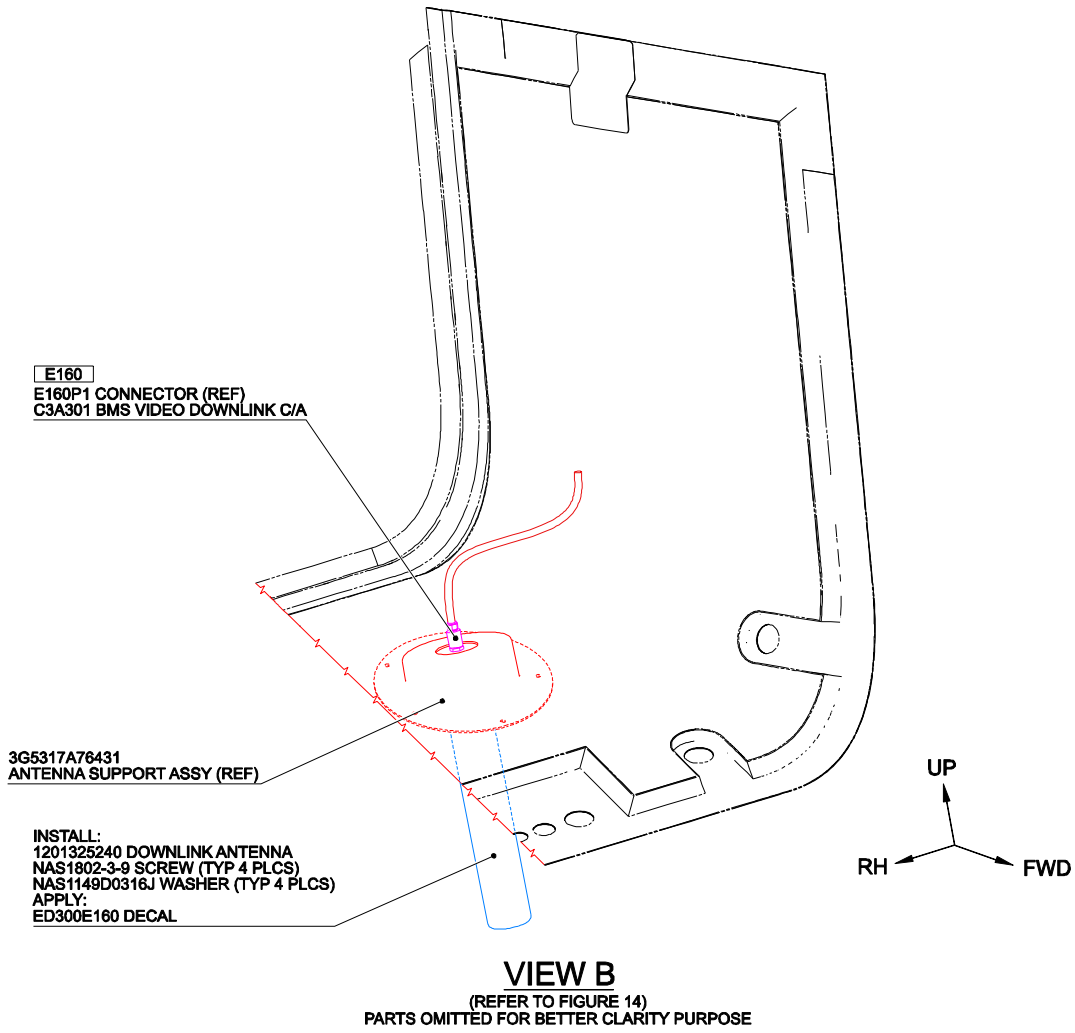 E160
E160P1 CONNECTOR (REF)
C3A301 BMS VIDEO DOWNLINK C/A
3G5317A76431
ANTENNA SUPPORT ASSY (REF)
INSTALL:
1201325240 DOWNLINK ANTENNA
NAS1802-3-9 SCREW (TYP 4 PLCS)
NAS1149D0316J WASHER (TYP 4 PLCS)
APPLY:
ED300E160 DECAL
UP
RH
FWD
VIEW B
(REFER TO FIGURE 14)
PARTS OMITTED FOR BETTER CLARITY PURPOSE